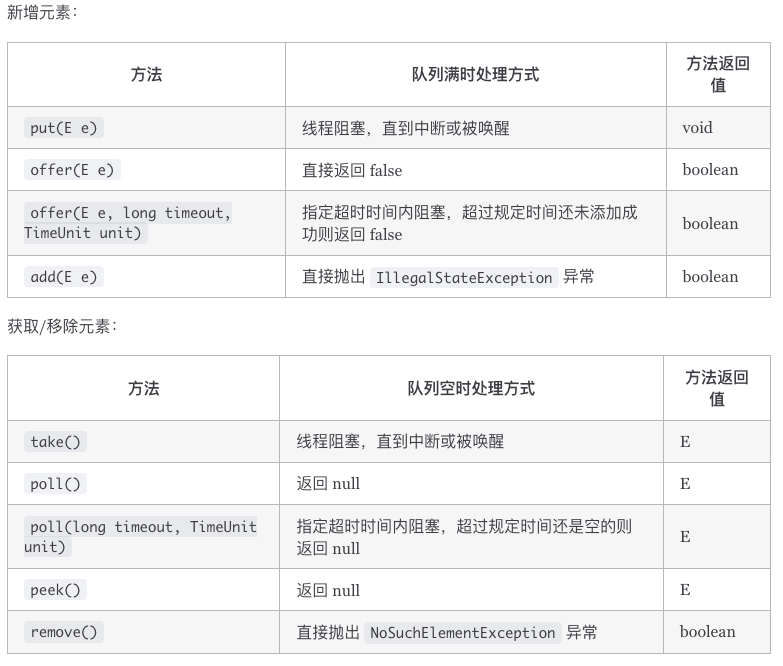 新增元素：
方法 队列满时处理方式 方法返回
值
put(E e) 线程阻塞，直到中断或被唤醒 void
offer(E e) 直接返回 false boolean
offer(E e, long timeout, 指定超时时间内阻塞，超过规定时间还未添加成 boolean
TimeUnit unit) 功则返回 false
add(E e) 直接抛出 IllegalStateException 异常 boolean
获取/移除元素：
方法 队列空时处理方式 方法返回
值
take() 线程阻塞，直到中断或被唤醒 E
poll() 返回 null E
poll(long timeout, TimeUnit 指定超时时间内阻塞，超过规定时间还是空的则 E
unit) 返回 null
peek() 返回 null E
remove() 直接抛出 NoSuchElementException 异常 boolean